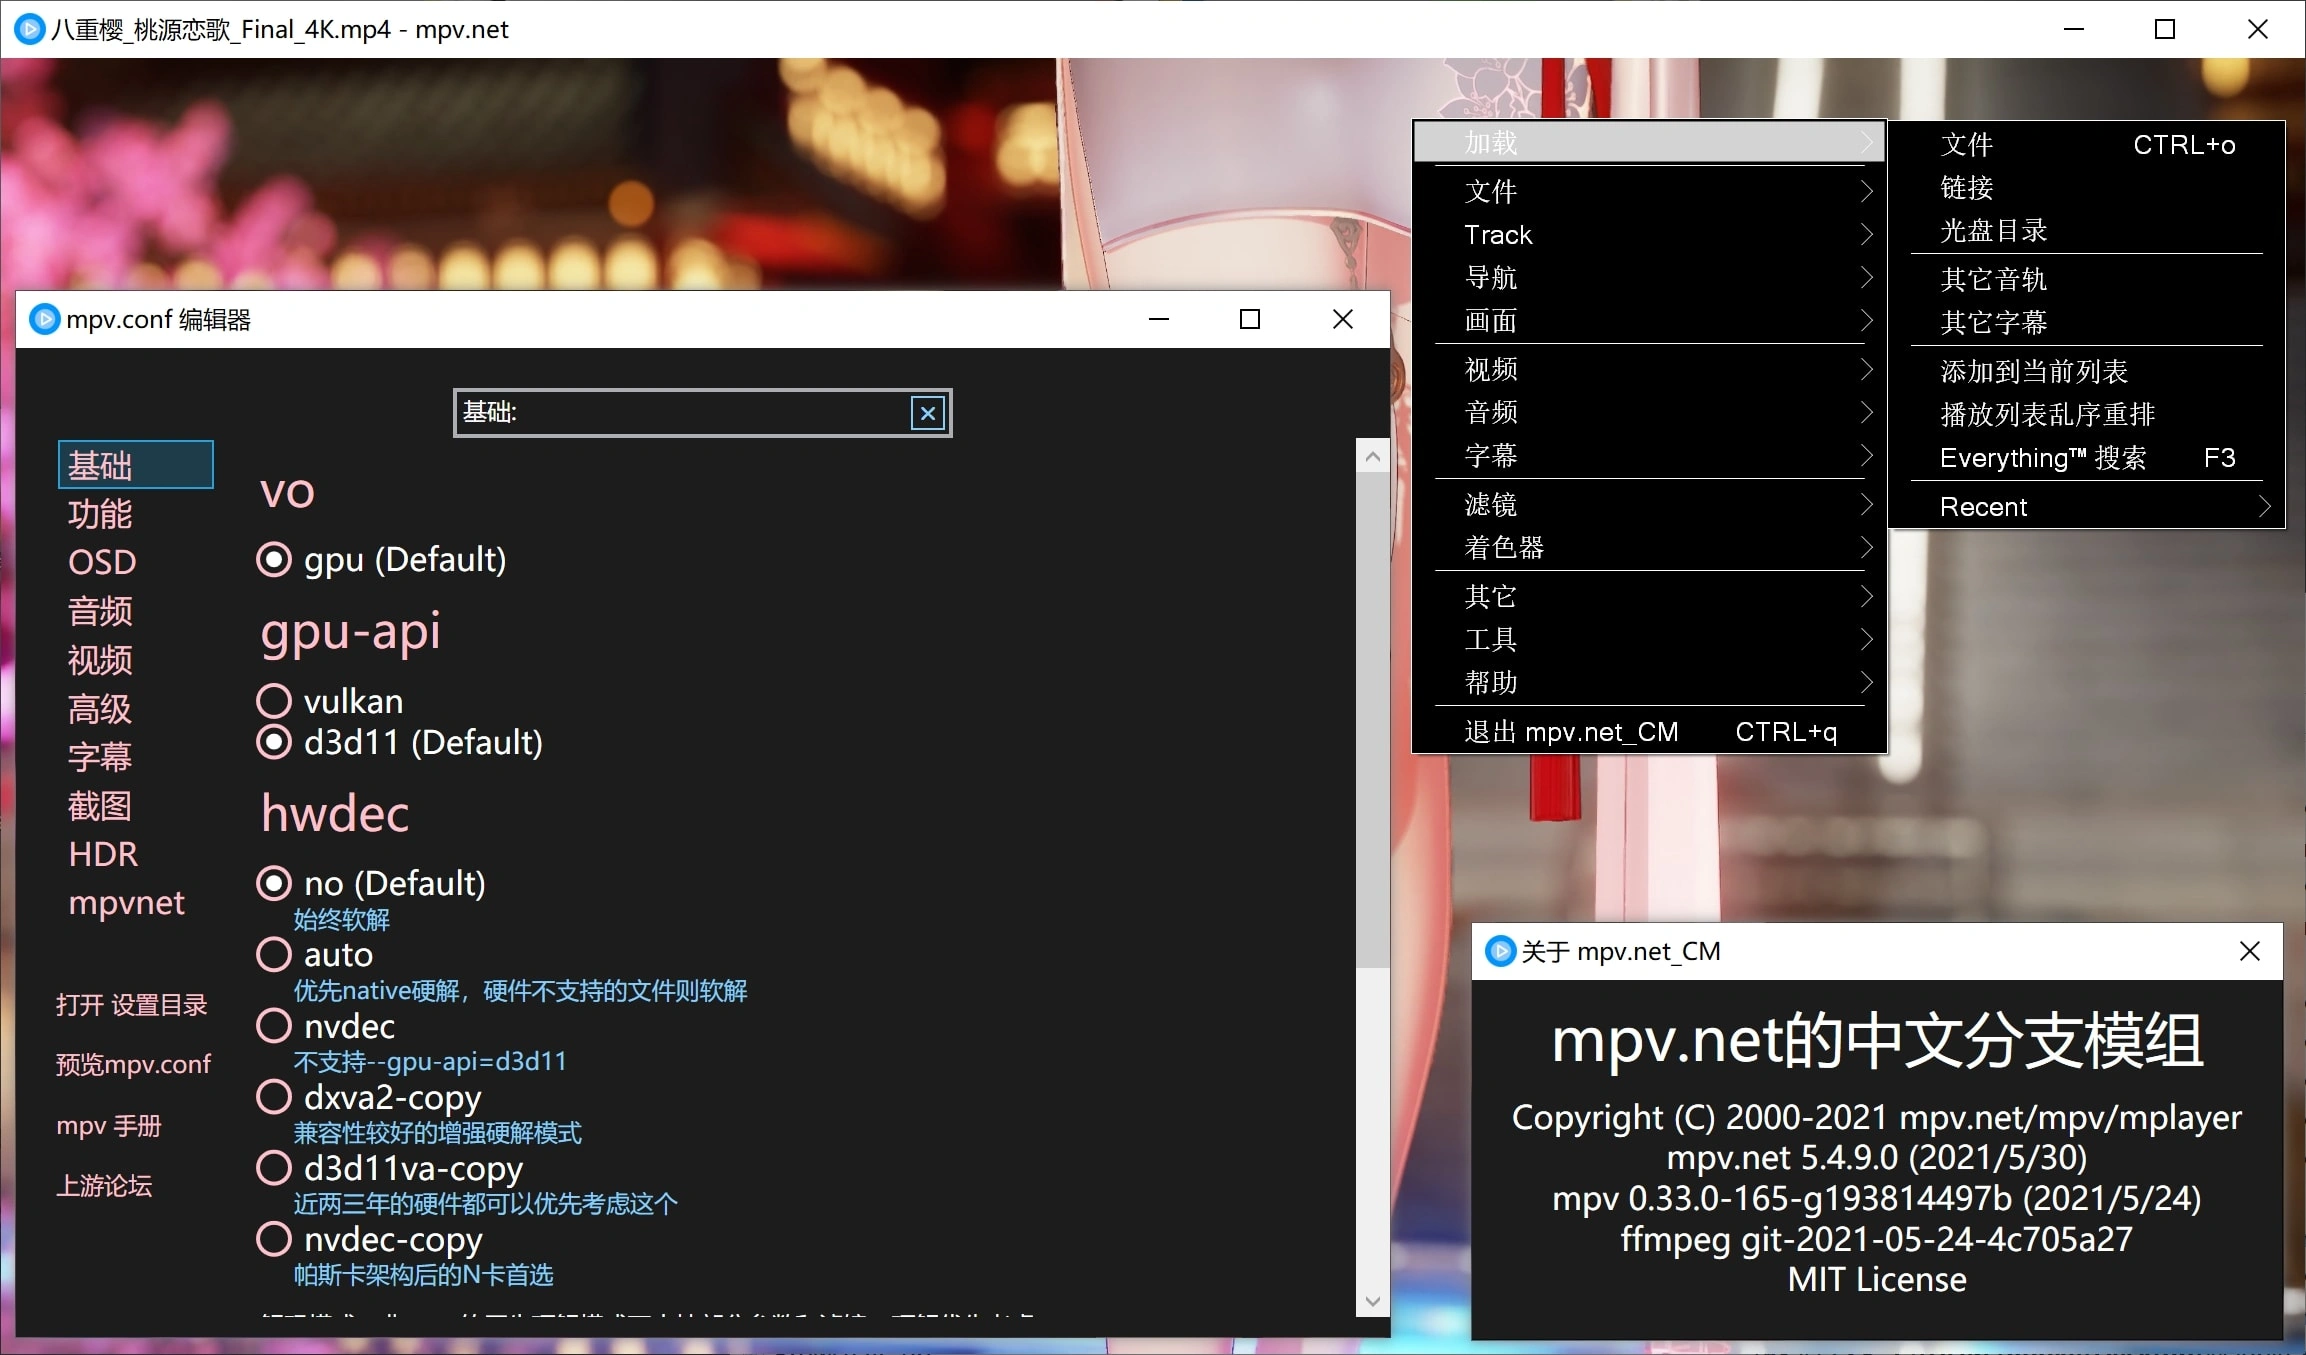 八重樱_桃源恋歌_Final_4K.mp4 - mpv.net
mpv.conf 编辑器
基础:
基础
功能
OSD
音频
视频
高级
字幕
截图
HDR
mpvnet
打开 设置目录
预览mpv.conf
mpv 手册
上游论坛
vo
gpu (Default)
gpu-api
vulkan
d3d11 (Default)
hwdec
no (Default)
始终软解
auto
优先native硬解，硬件不支持的文件则软解
nvdec
不支持--gpu-api=d3d11
dxva2-copy
兼容性较好的增强硬解模式
d3d11va-copy
近两三年的硬件都可以优先考虑这个
nvdec-copy
帕斯卡架构后的N卡首选
加载
文件
Track
导航
画面
视频
音频
字幕
滤镜
着色器
其它
工具
帮助
退出 mpv.net_CM CTRL+q
文件 CTRL+o
链接
光盘目录
其它音轨
其它字幕
添加到当前列表
播放列表乱序重排
Everything™ 搜索 F3
Recent
关于 mpv.net_CM
mpv.net的中文分支模组
Copyright (C) 2000-2021 mpv.net/mpv/mplayer
mpv.net 5.4.9.0 (2021/5/30)
mpv 0.33.0-165-g193814497b (2021/5/24)
ffmpeg git-2021-05-24-4c705a27
MIT License